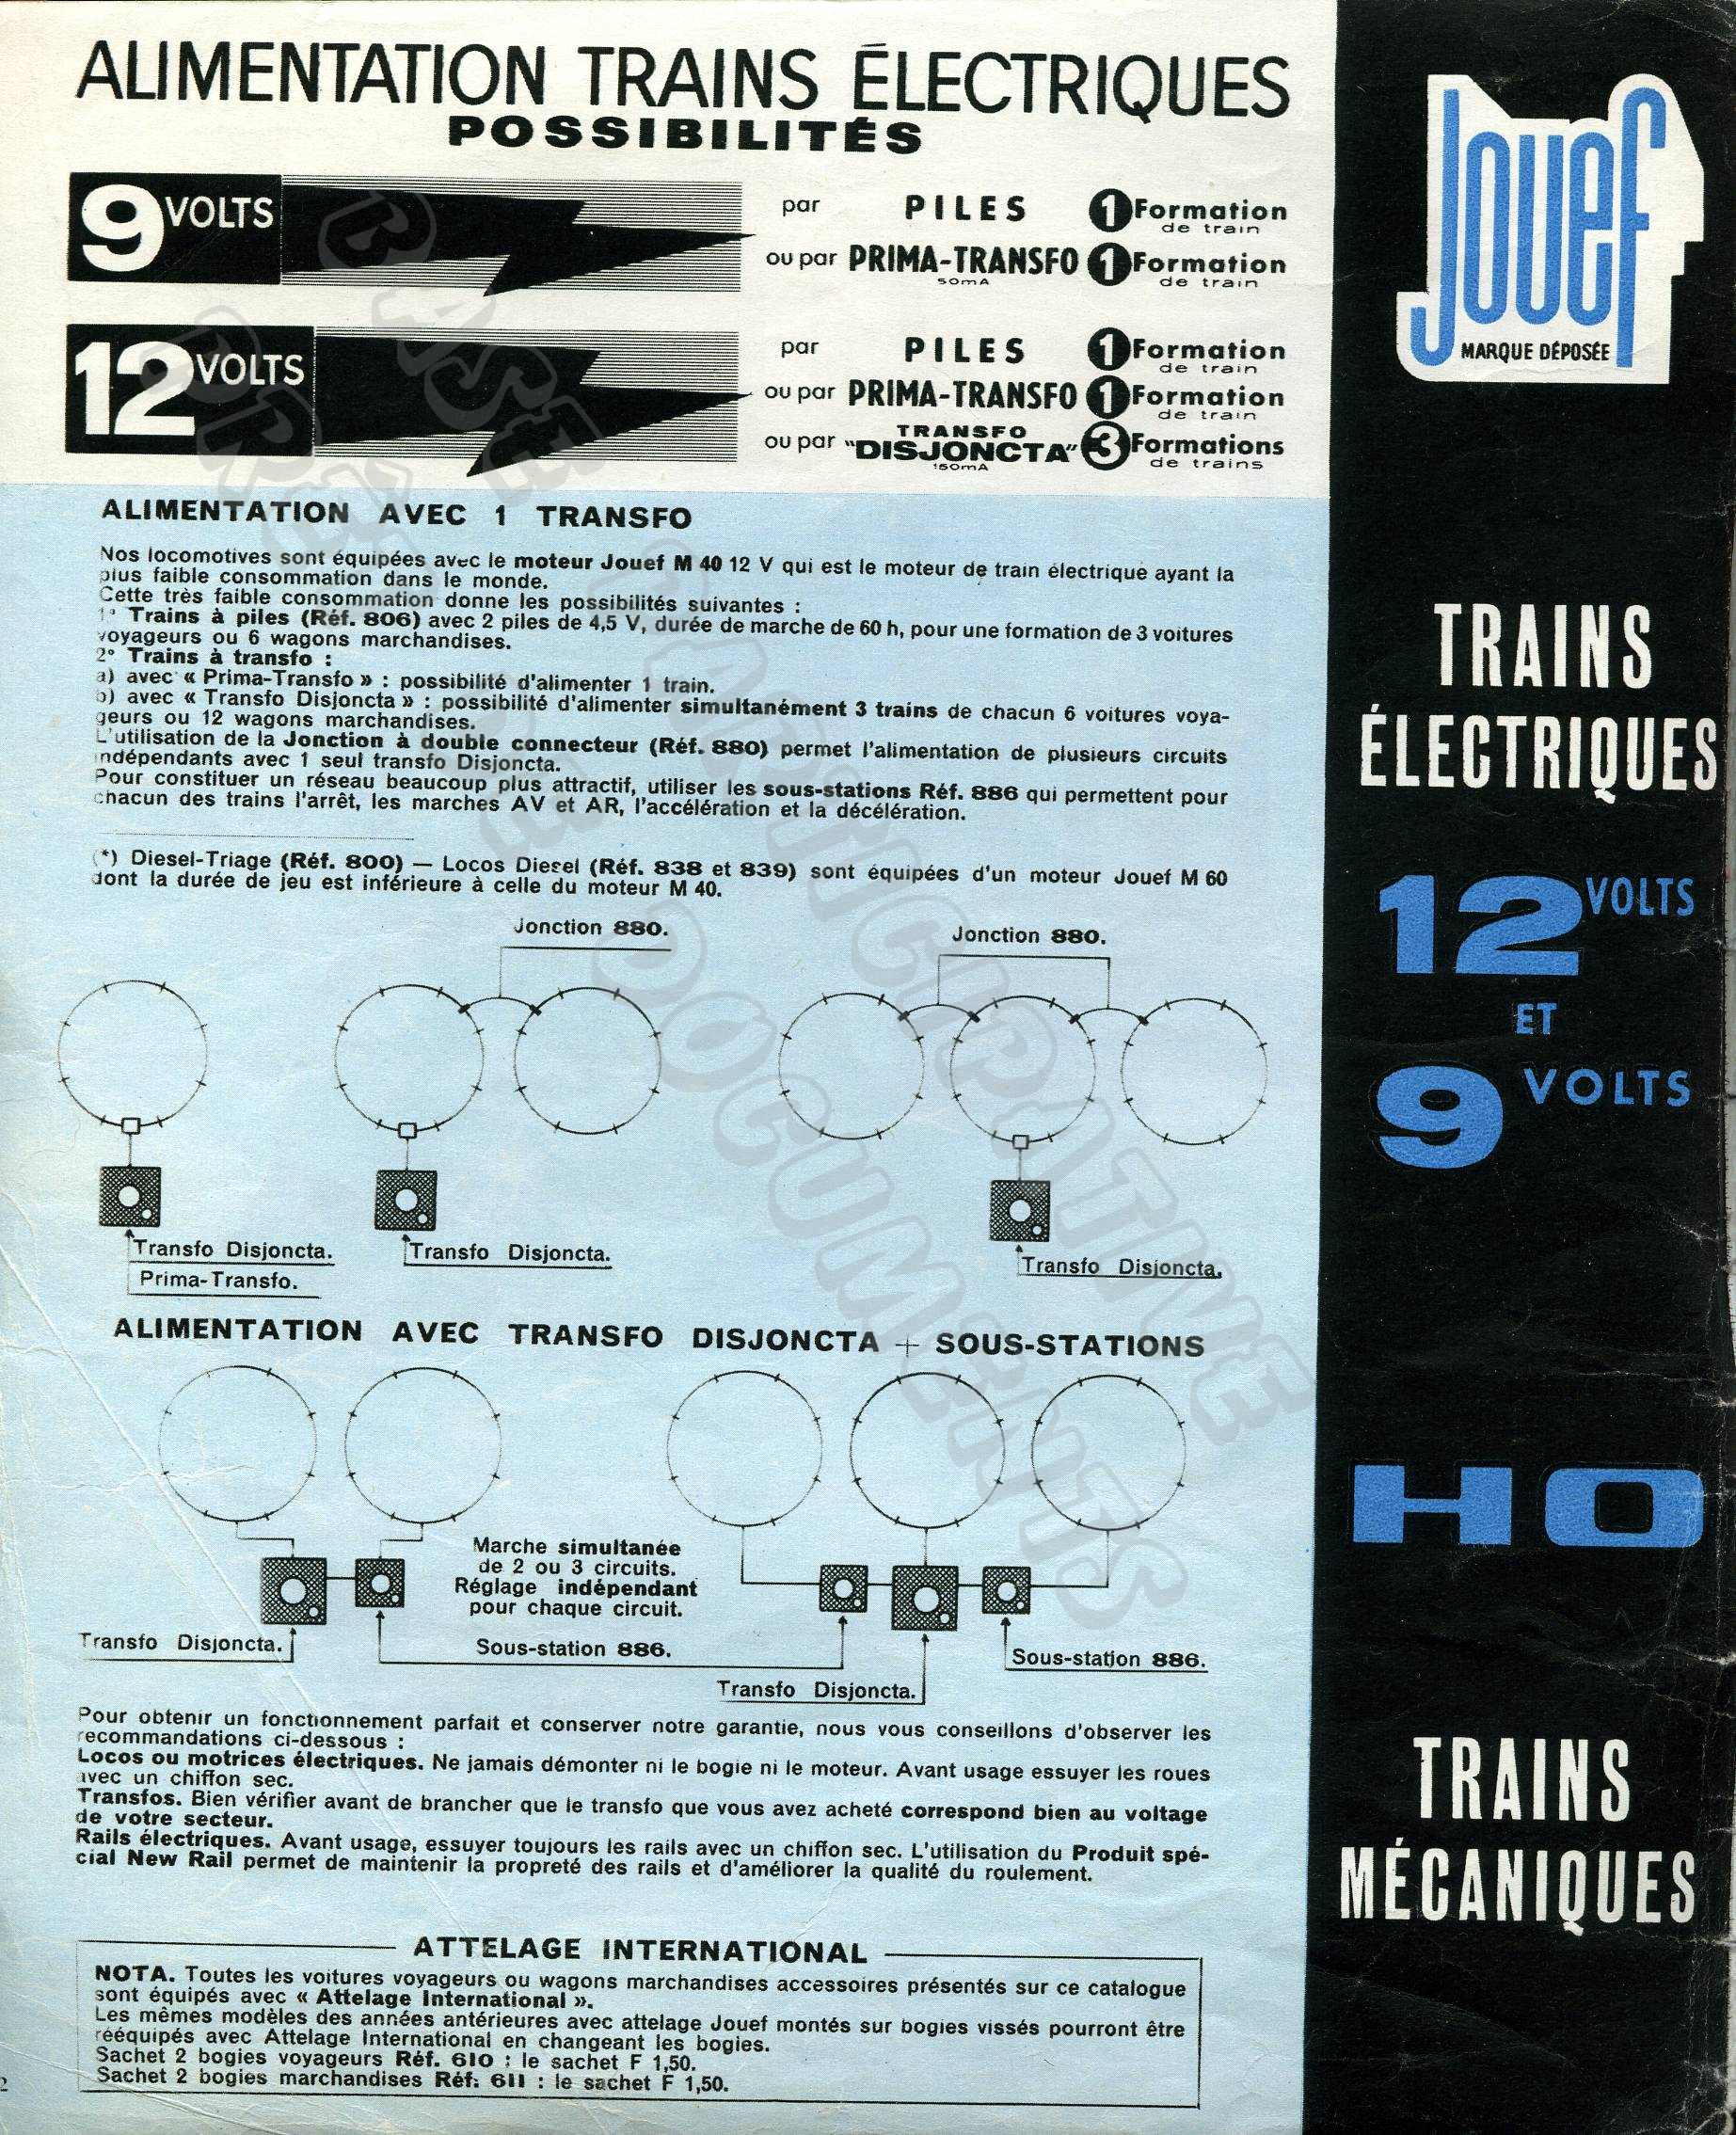 ALIMENTATION TRAINS ÉLECTRIQUES
POSSIBILITÉS
9 VOLTS
par PILES 1 Formation
de train
ou par PRIMA-TRANSFO 1 Formation
50mA de train
12 VOLTS
par PILES 1 Formation
de train
ou par PRIMA-TRANSFO 1 Formation
de train
ou par TRANSFO
"DISJONCTA" 3 Formations
150mA de trains
ALIMENTATION AVEC 1 TRANSFO
Nos locomotives sont équipées avec le moteur Jouef M 40 12 V qui est le moteur de train électrique ayant la
plus faible consommation dans le monde.
Cette très faible consommation donne les possibilités suivantes :
1° Trains à piles (Réf. 806) avec 2 piles de 4,5 V, durée de marche de 60 h, pour une formation de 3 voitures
voyageurs ou 6 wagons marchandises.
2° Trains à transfo :
a) avec « Prima-Transfo » : possibilité d'alimenter 1 train.
b) avec « Transfo Disjoncta » : possibilité d'alimenter simultanément 3 trains de chacun 6 voitures voya-
geurs ou 12 wagons marchandises.
L'utilisation de la Jonction à double connecteur (Réf. 880) permet l'alimentation de plusieurs circuits
indépendants avec 1 seul transfo Disjoncta.
Pour constituer un réseau beaucoup plus attractif, utiliser les sous-stations Réf. 886 qui permettent pour
chacun des trains l'arrêt, les marches AV et AR, l'accélération et la décélération.
(*) Diesel-Triage (Réf. 800) — Locos Diesel (Réf. 838 et 839) sont équipées d'un moteur Jouef M 60
dont la durée de jeu est inférieure à celle du moteur M 40.
Jonction 880.
Jonction 880.
Transfo Disjoncta.
Prima-Transfo.
Transfo Disjoncta.
Transfo Disjoncta.
ALIMENTATION AVEC TRANSFO DISJONCTA + SOUS-STATIONS
Marche simultanée
de 2 ou 3 circuits.
Réglage indépendant
pour chaque circuit.
Transfo Disjoncta.
Sous-station 886.
Sous-station 886.
Transfo Disjoncta.
Pour obtenir un fonctionnement parfait et conserver notre garantie, nous vous conseillons d'observer les
recommandations ci-dessous :
Locos ou motrices électriques. Ne jamais démonter ni le bogie ni le moteur. Avant usage essuyer les roues
avec un chiffon sec.
Transfos. Bien vérifier avant de brancher que le transfo que vous avez acheté correspond bien au voltage
de votre secteur.
Rails électriques. Avant usage, essuyer toujours les rails avec un chiffon sec. L'utilisation du Produit spé-
cial New Rail permet de maintenir la propreté des rails et d'améliorer la qualité du roulement.
ATTELAGE INTERNATIONAL
NOTA. Toutes les voitures voyageurs ou wagons marchandises accessoires présentés sur ce catalogue
sont équipés avec « Attelage International ».
Les mêmes modèles des années antérieures avec attelage Jouef montés sur bogies vissés pourront être
rééquipés avec Attelage International en changeant les bogies.
Sachet 2 bogies voyageurs Réf. 610 : le sachet F 1,50.
Sachet 2 bogies marchandises Réf. 611 : le sachet F 1,50.
2
Jouef
MARQUE DÉPOSÉE
TRAINS
ÉLECTRIQUES
12 VOLTS
ET
9 VOLTS
HO
TRAINS
MÉCANIQUES
BASE
PARTICIPATIVE
DE DOCUMENTS